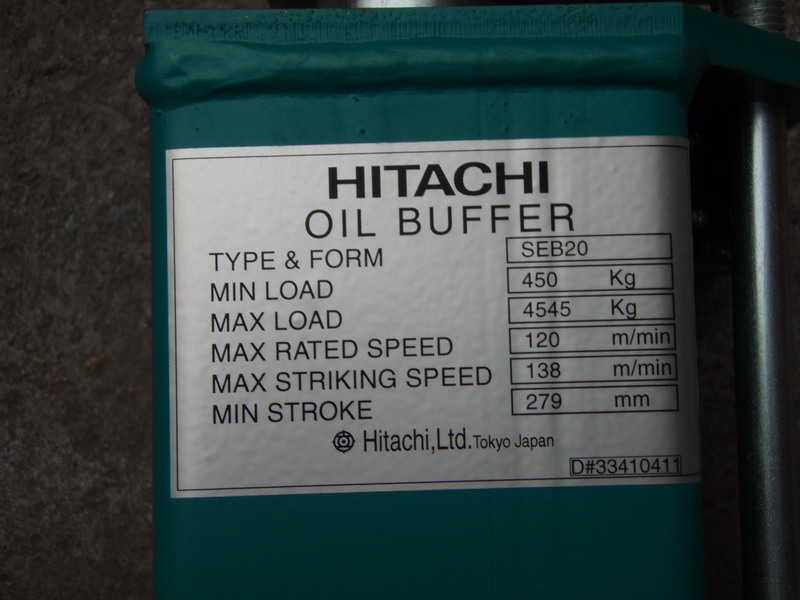 HITACHI
OIL BUFFER
TYPE & FORM SEB20
MIN LOAD 450 Kg
MAX LOAD 4545 Kg
MAX RATED SPEED 120 m/min
MAX STRIKING SPEED 138 m/min
MIN STROKE 279 mm
Hitachi,Ltd. Tokyo Japan
D#33410411